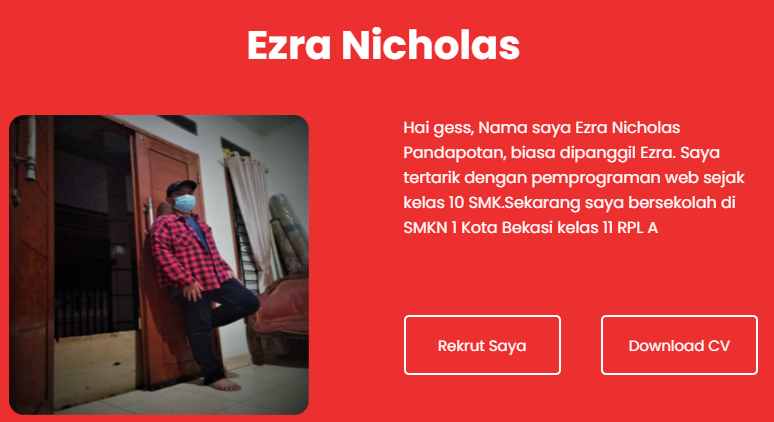 Ezra Nicholas
Hai gess, Nama saya Ezra Nicholas
Pandapotan, biasa dipanggil Ezra. Saya
tertarik dengan pemprograman web sejak
kelas 10 SMK.Sekarang saya bersekolah di
SMKN 1 Kota Bekasi kelas 11 RPL A
Rekrut Saya
Download CV